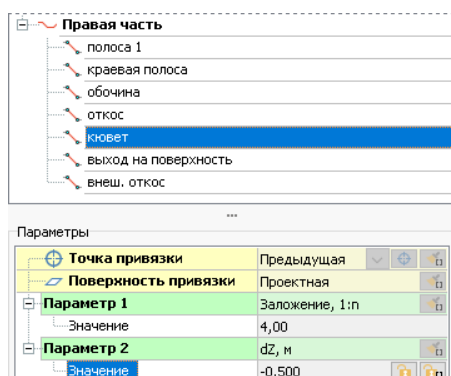 Правая часть
полоса 1
краевая полоса
обочина
откос
кювет
выход на поверхность
внеш. откос
Параметры
Точка привязки Предыдущая
Поверхность привязки Проектная
Параметр 1 Заложение, 1:n
Значение 4,00
Параметр 2 dZ, м
Значение -0,500